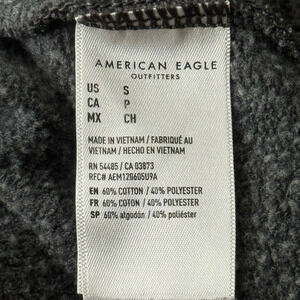 AMERICAN EAGLE
OUTFITTERS
US S
CA P
MX CH
MADE IN VIETNAM / FABRIQUÉ AU
VIETNAM / HECHO EN VIETNAM
RN 54485 / CA 03873
RFC# AEM120605U9A
EN 60% COTTON / 40% POLYESTER
FR 60% COTON / 40% POLYESTER
SP 60% algodón / 40% poliéster